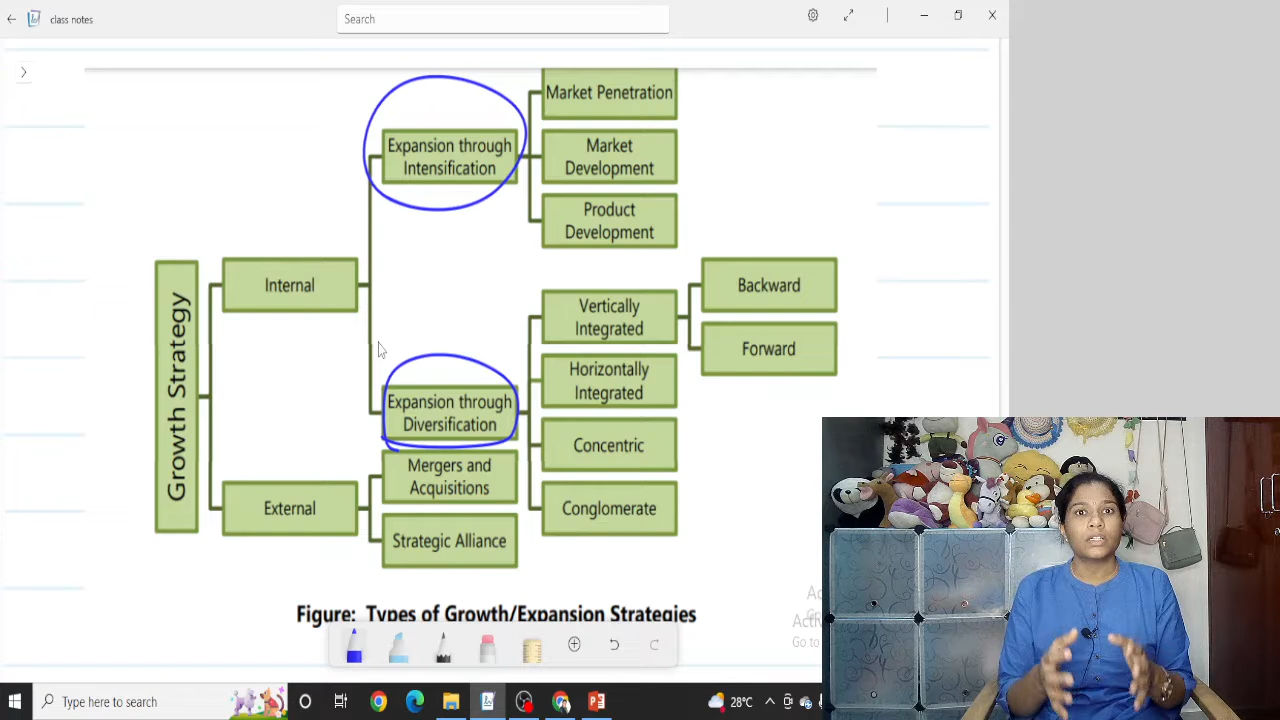 class notes
Search
Market Penetration
Expansion through
Intensification
Market
Development
Product
Development
Growth Strategy
Internal
Vertically
Integrated
Backward
Forward
Horizontally
Integrated
Expansion through
Diversification
Concentric
Mergers and
Acquisitions
External
Conglomerate
Strategic Alliance
Figure: Types of Growth/Expansion Strategies
Go to
Type here to search
28°C